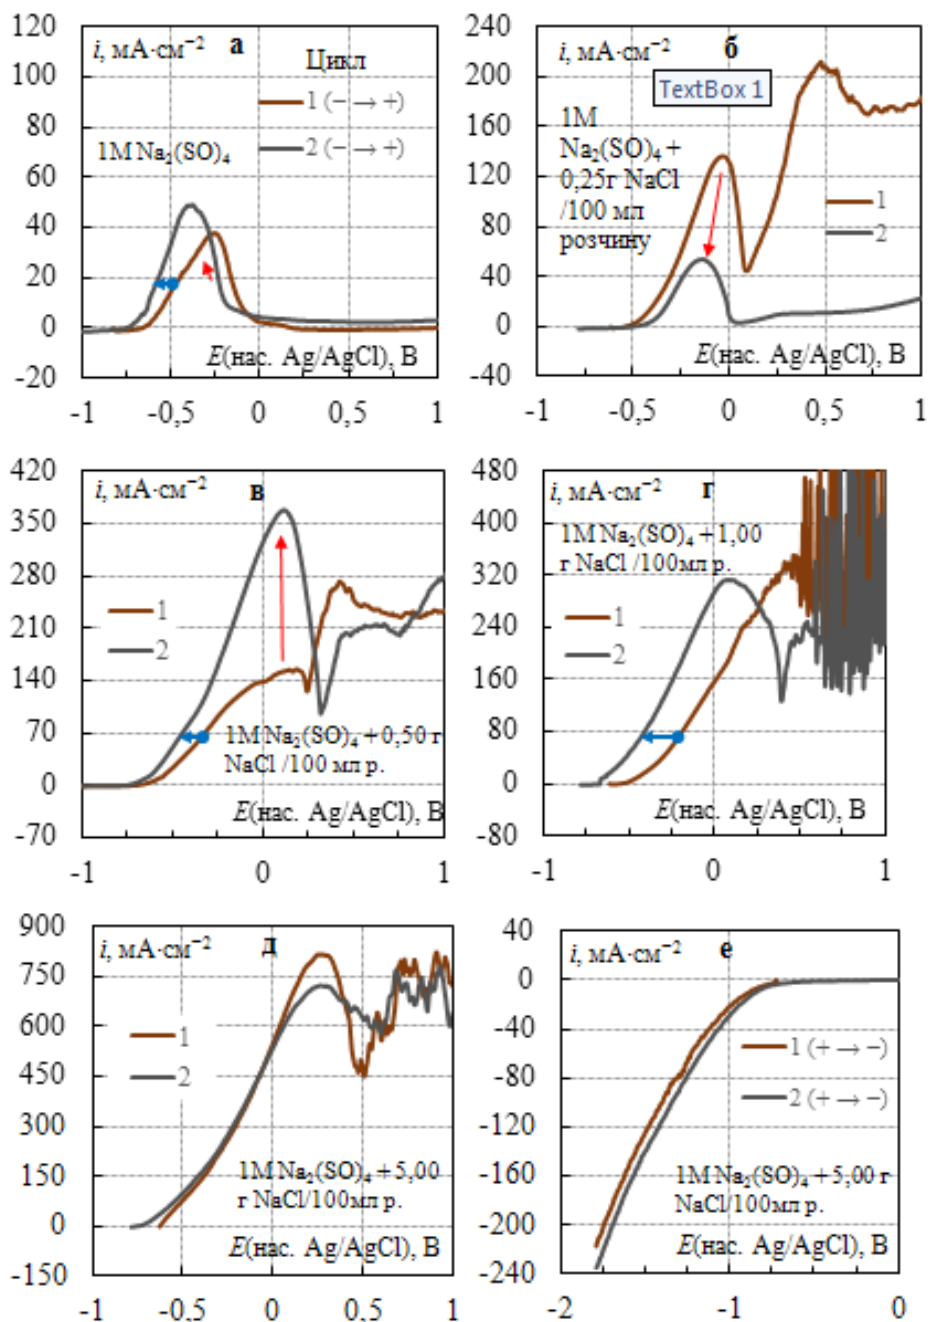 120
i, мА·см⁻² а
100
Цикл
80
1 (− → +)
60
1М Na₂(SO)₄
2 (− → +)
40
20
0
E(нас. Ag/AgCl), В
-20
-1 -0,5 0 0,5 1
240
i, мА·см⁻² б
200
TextBox 1
160
1М
Na₂(SO)₄ +
120
0,25г NaCl
/100 мл
розчину
1
2
80
40
0
E(нас. Ag/AgCl), В
-40
-1 -0,5 0 0,5 1
420
i, мА·см⁻² в
350
280
1
210
2
140
70
1М Na₂(SO)₄ + 0,50 г
NaCl /100 мл р.
0
E(нас. Ag/AgCl), В
-70
-1 0 1
480
i, мА·см⁻² г
400
1М Na₂(SO)₄ + 1,00
г NaCl /100мл р.
320
1
240
2
160
80
0
E(нас. Ag/AgCl), В
-80
-1 0 1
900
i, мА·см⁻² д
750
600
1
450
2
300
150
1М Na₂(SO)₄ + 5,00
г NaCl/100мл р.
0
E(нас. Ag/AgCl), В
-150
-1 -0,5 0 0,5 1
40
i, мА·см⁻² е
0
-40
1 (+ → −)
-80
2 (+ → −)
-120
-160
1М Na₂(SO)₄ + 5,00 г
NaCl/100мл р.
-200
E(нас. Ag/AgCl), В
-240
-2 -1 0